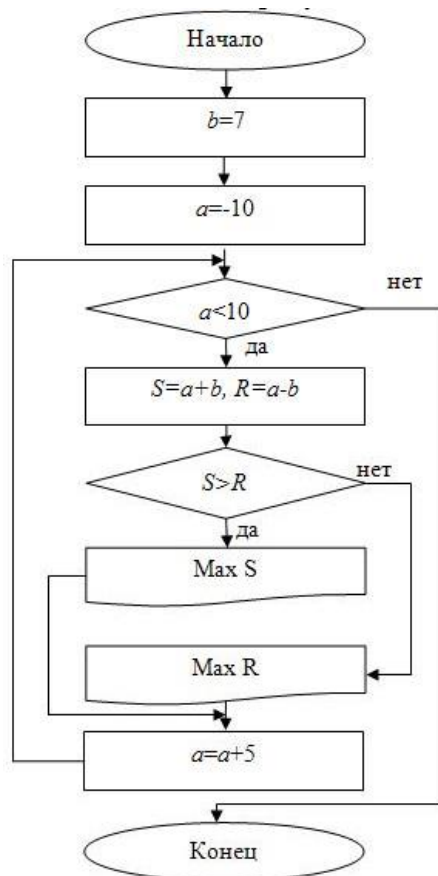 Начало
b=7
a=-10
a<10
нет
да
S=a+b, R=a-b
S>R
нет
да
Max S
Max R
a=a+5
Конец